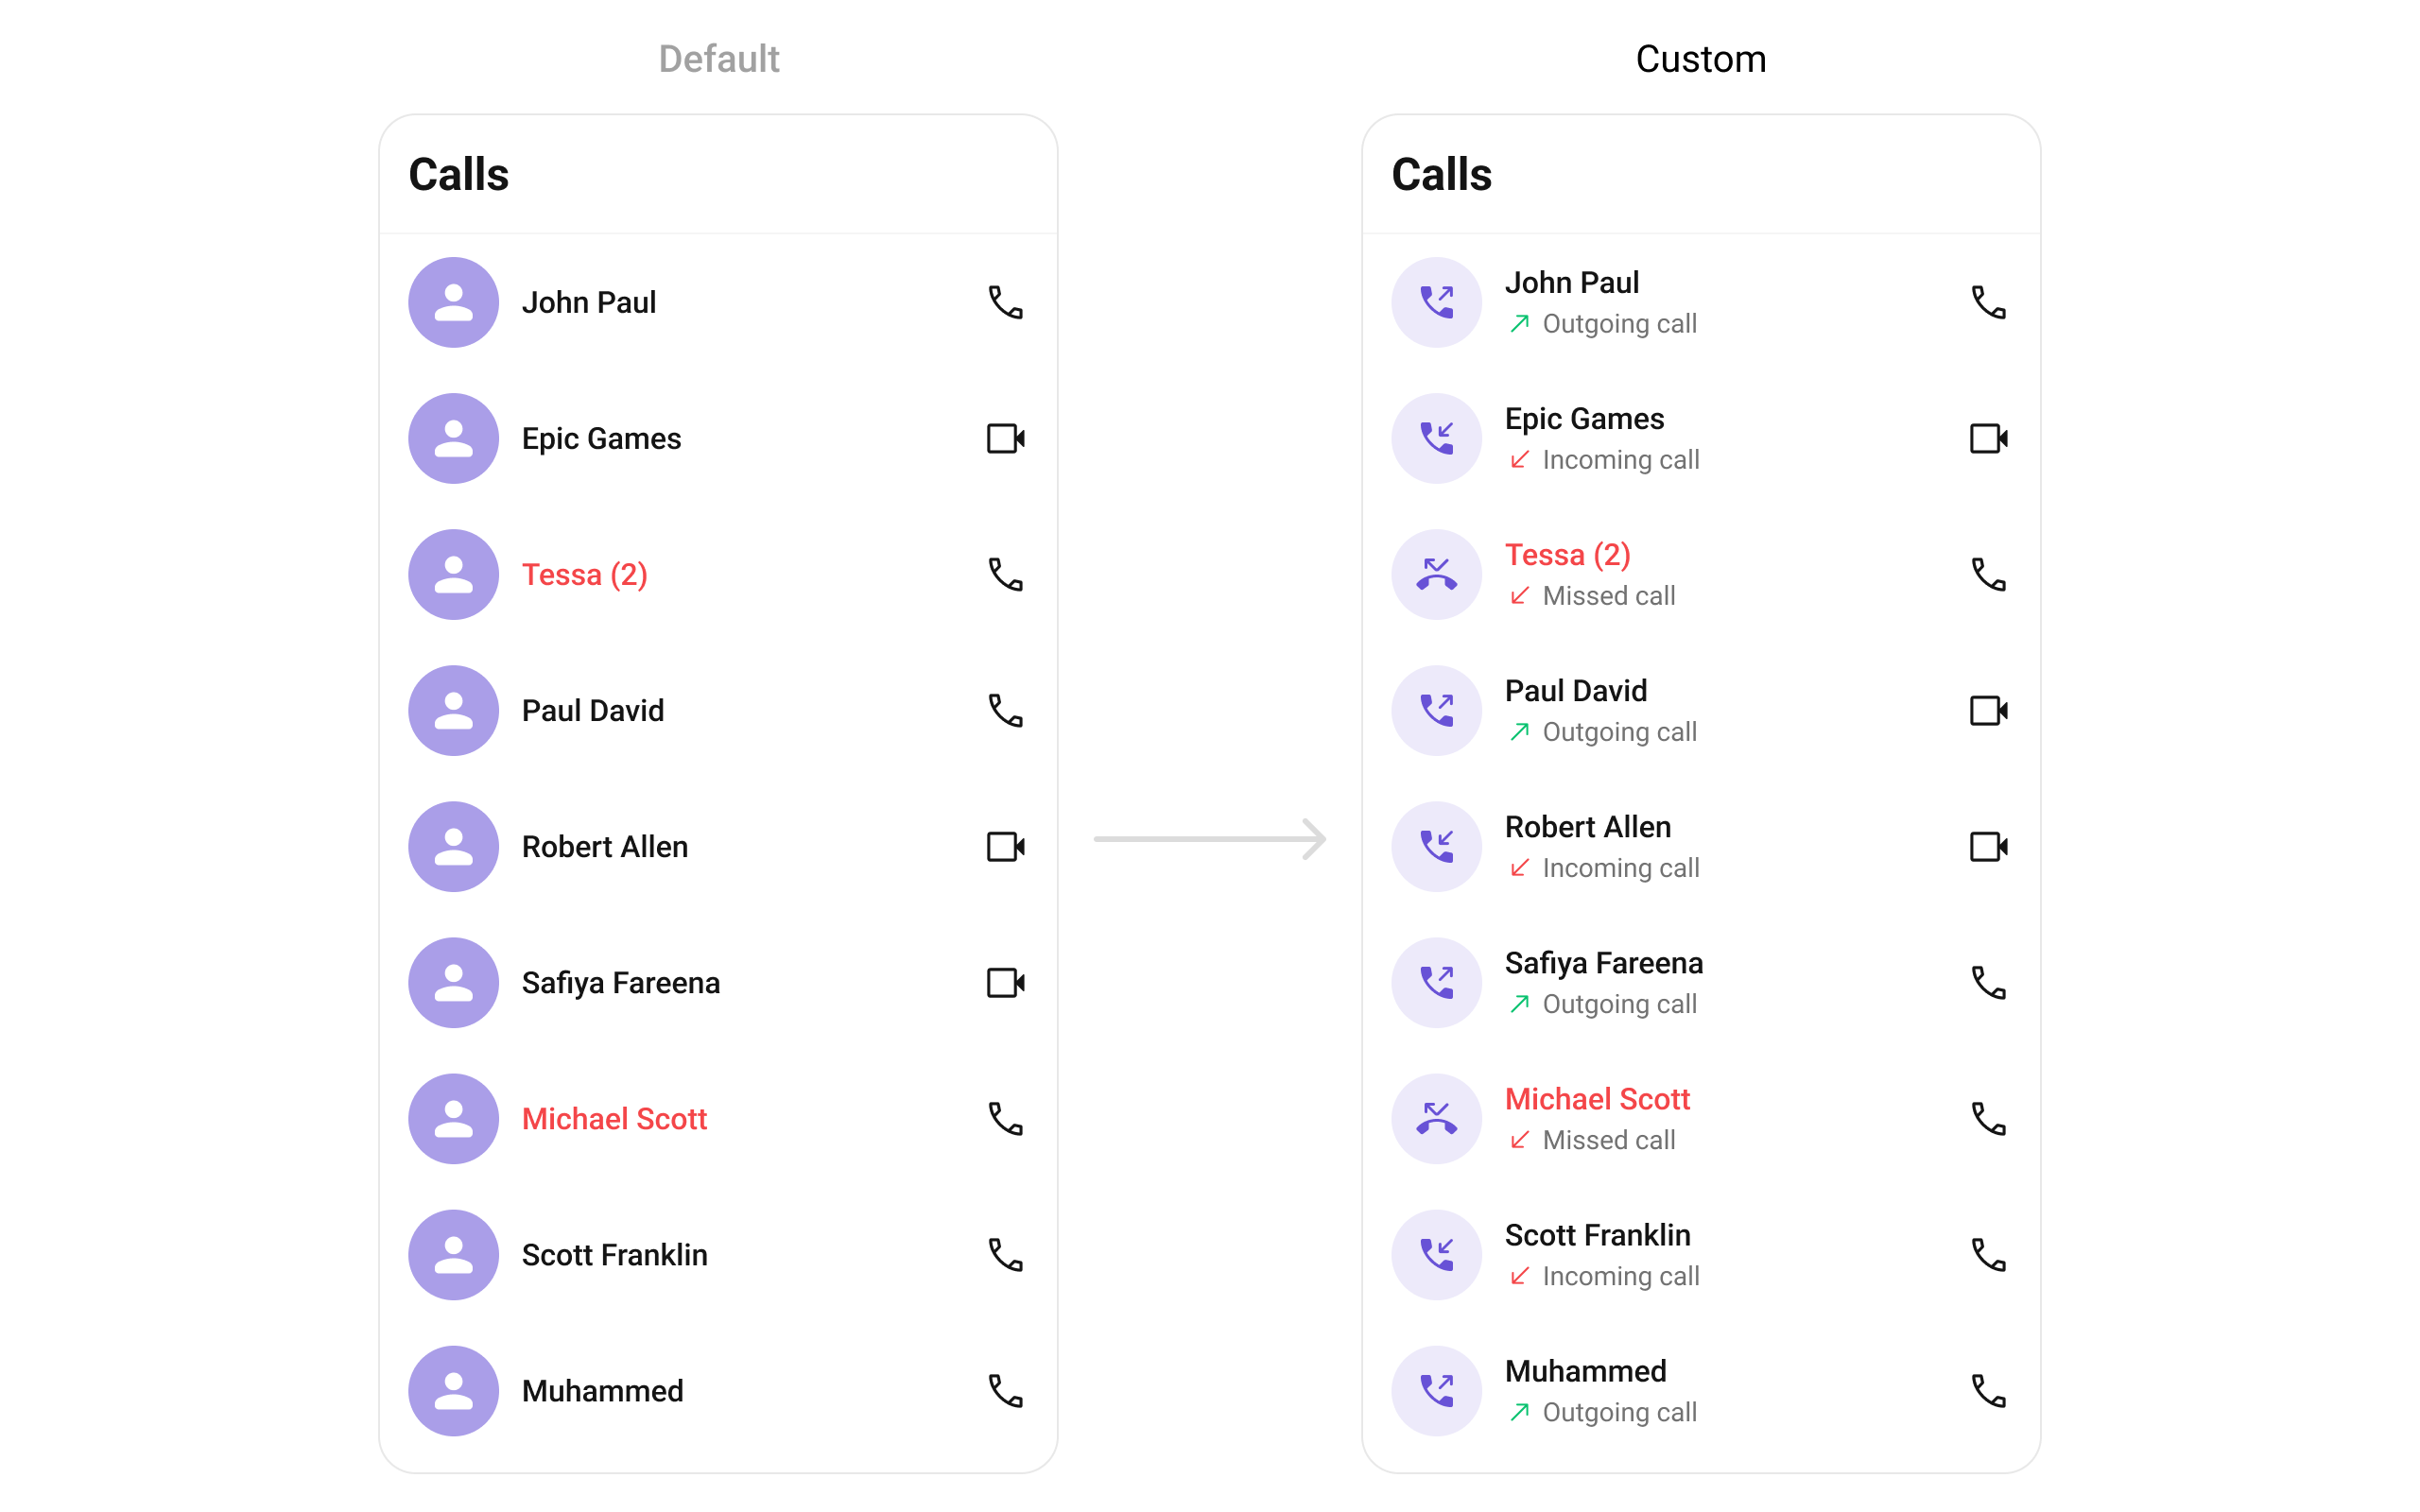 Default
Calls
John Paul
Epic Games
Tessa (2)
Paul David
Robert Allen
Safiya Fareena
Michael Scott
Scott Franklin
Muhammed
Custom
Calls
John Paul
Outgoing call
Epic Games
Incoming call
Tessa (2)
Missed call
Paul David
Outgoing call
Robert Allen
Incoming call
Safiya Fareena
Outgoing call
Michael Scott
Missed call
Scott Franklin
Incoming call
Muhammed
Outgoing call